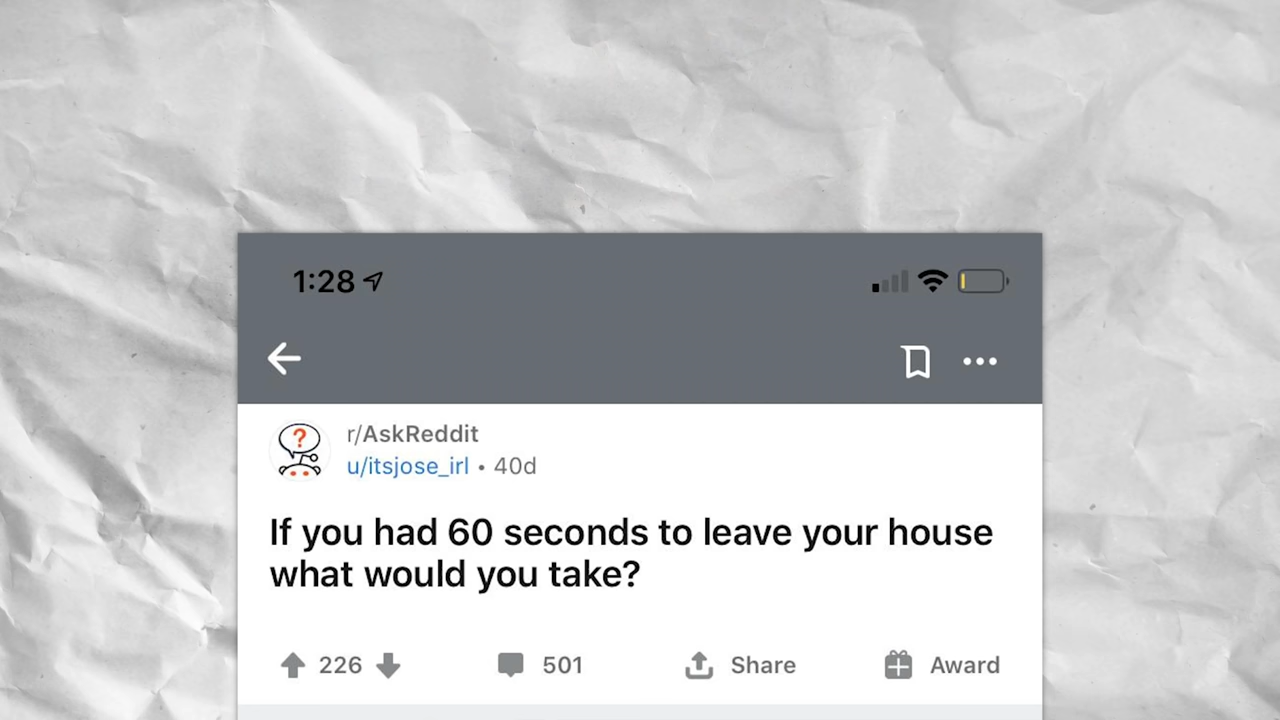 1:28
r/AskReddit
u/itsjose_irl • 40d
If you had 60 seconds to leave your house
what would you take?
226 501 Share Award